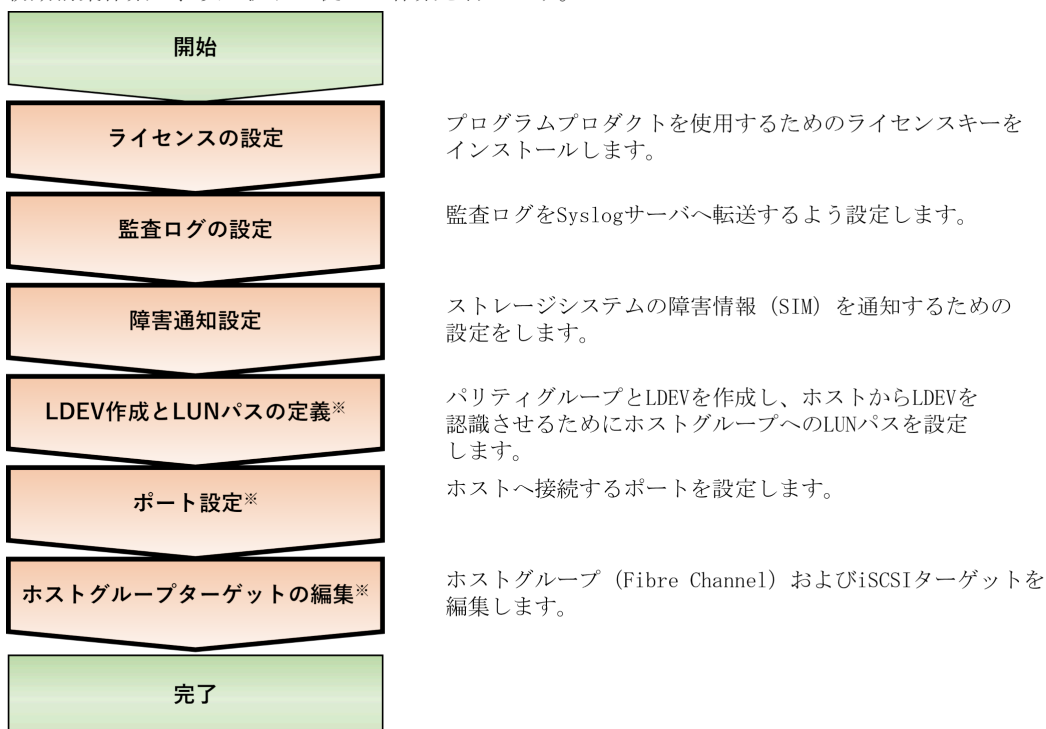 開始
ライセンスの設定
プログラムプロダクトを使用するためのライセンスキーを
インストールします。
監査ログの設定
監査ログをSyslogサーバへ転送するよう設定します。
障害通知設定
ストレージシステムの障害情報（SIM）を通知するための
設定をします。
LDEV作成とLUNパスの定義※
パリティグループとLDEVを作成し、ホストからLDEVを
認識させるためにホストグループへのLUNパスを設定
します。
ポート設定※
ホストへ接続するポートを設定します。
ホストグループターゲットの編集※
ホストグループ（Fibre Channel）およびiSCSIターゲットを
編集します。
完了